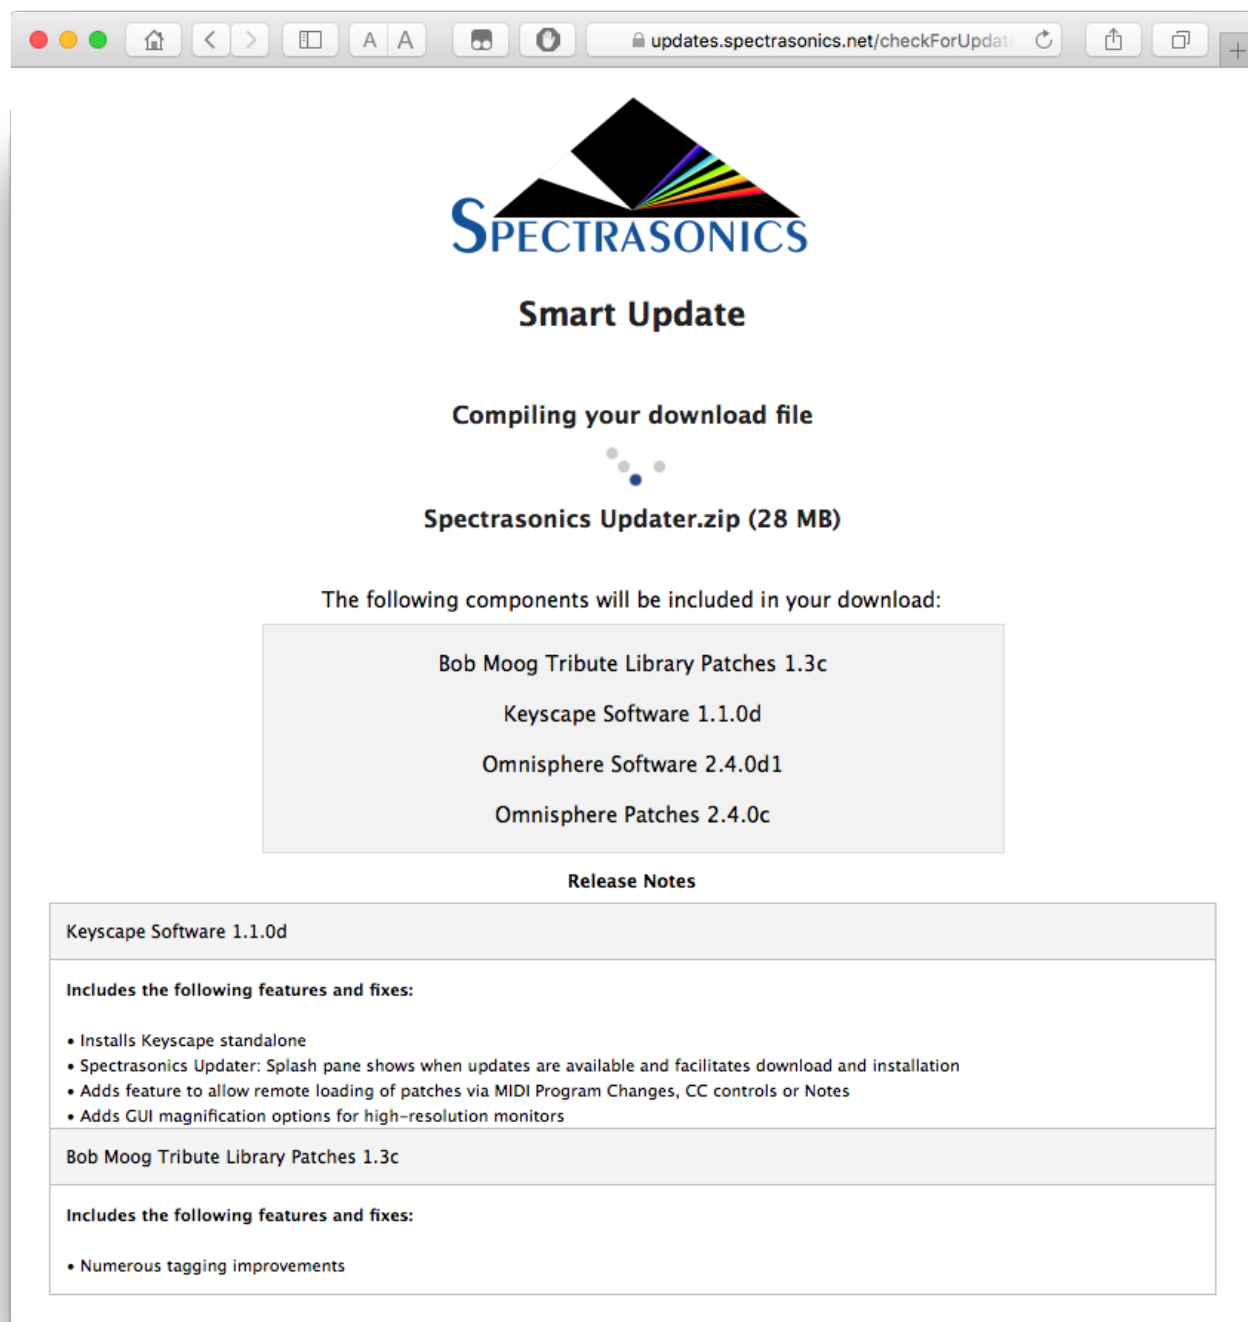 A A
updates.spectrasonics.net/checkForUpdat
SPECTRASONICS
Smart Update
Compiling your download file
Spectrasonics Updater.zip (28 MB)
The following components will be included in your download:
Bob Moog Tribute Library Patches 1.3c
Keyscape Software 1.1.0d
Omnisphere Software 2.4.0d1
Omnisphere Patches 2.4.0c
Release Notes
Keyscape Software 1.1.0d
Includes the following features and fixes:
• Installs Keyscape standalone
• Spectrasonics Updater: Splash pane shows when updates are available and facilitates download and installation
• Adds feature to allow remote loading of patches via MIDI Program Changes, CC controls or Notes
• Adds GUI magnification options for high-resolution monitors
Bob Moog Tribute Library Patches 1.3c
Includes the following features and fixes:
• Numerous tagging improvements